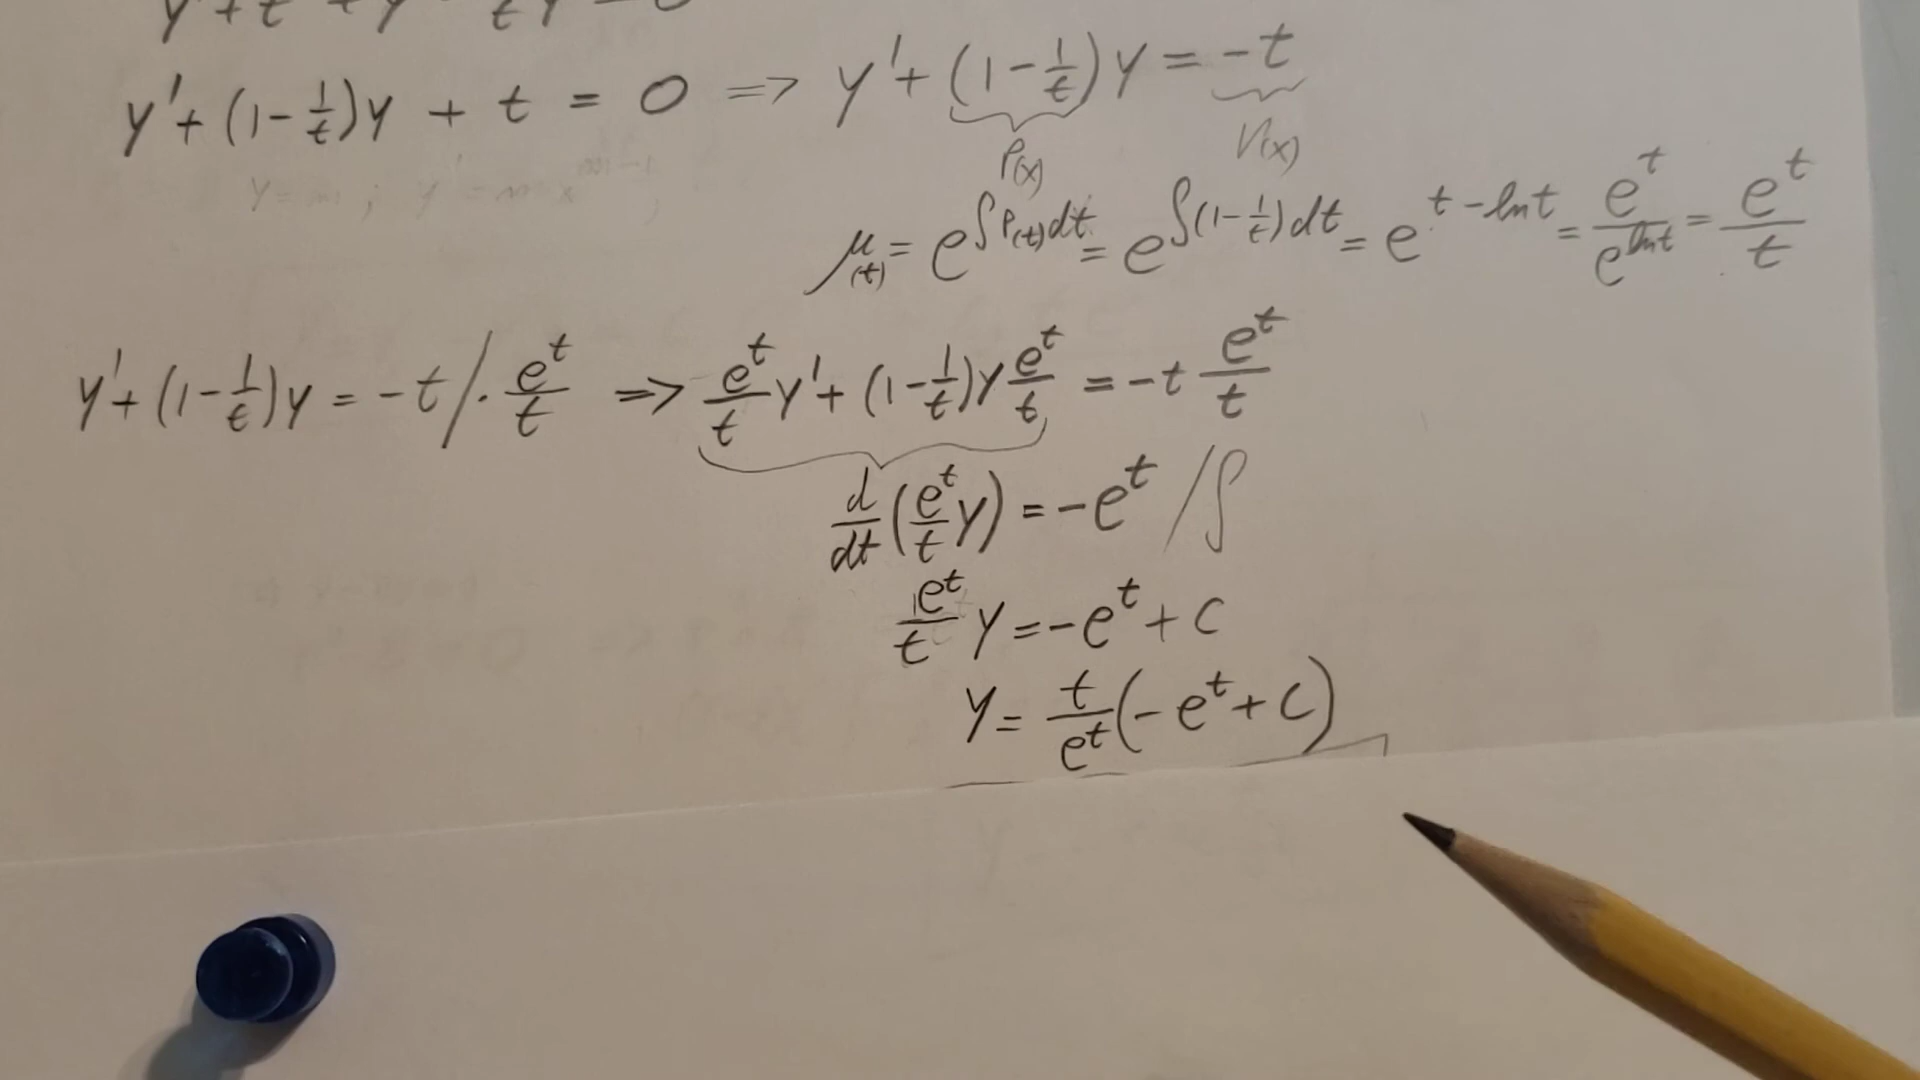 y' + (1 - 1/t)y + t = 0 => y' + (1 - 1/t)y = -t
P(x) V(x)
μ(t) = e^∫P(t)dt = e^∫(1 - 1/t)dt = e^(t - ln t) = e^t/e^(ln t) = e^t/t
y' + (1 - 1/t)y = -t / · e^t/t => e^t/t y' + (1 - 1/t)y e^t/t = -t e^t/t
d/dt (e^t/t y) = -e^t / ∫
e^t/t y = -e^t + c
y = t/e^t (-e^t + c)